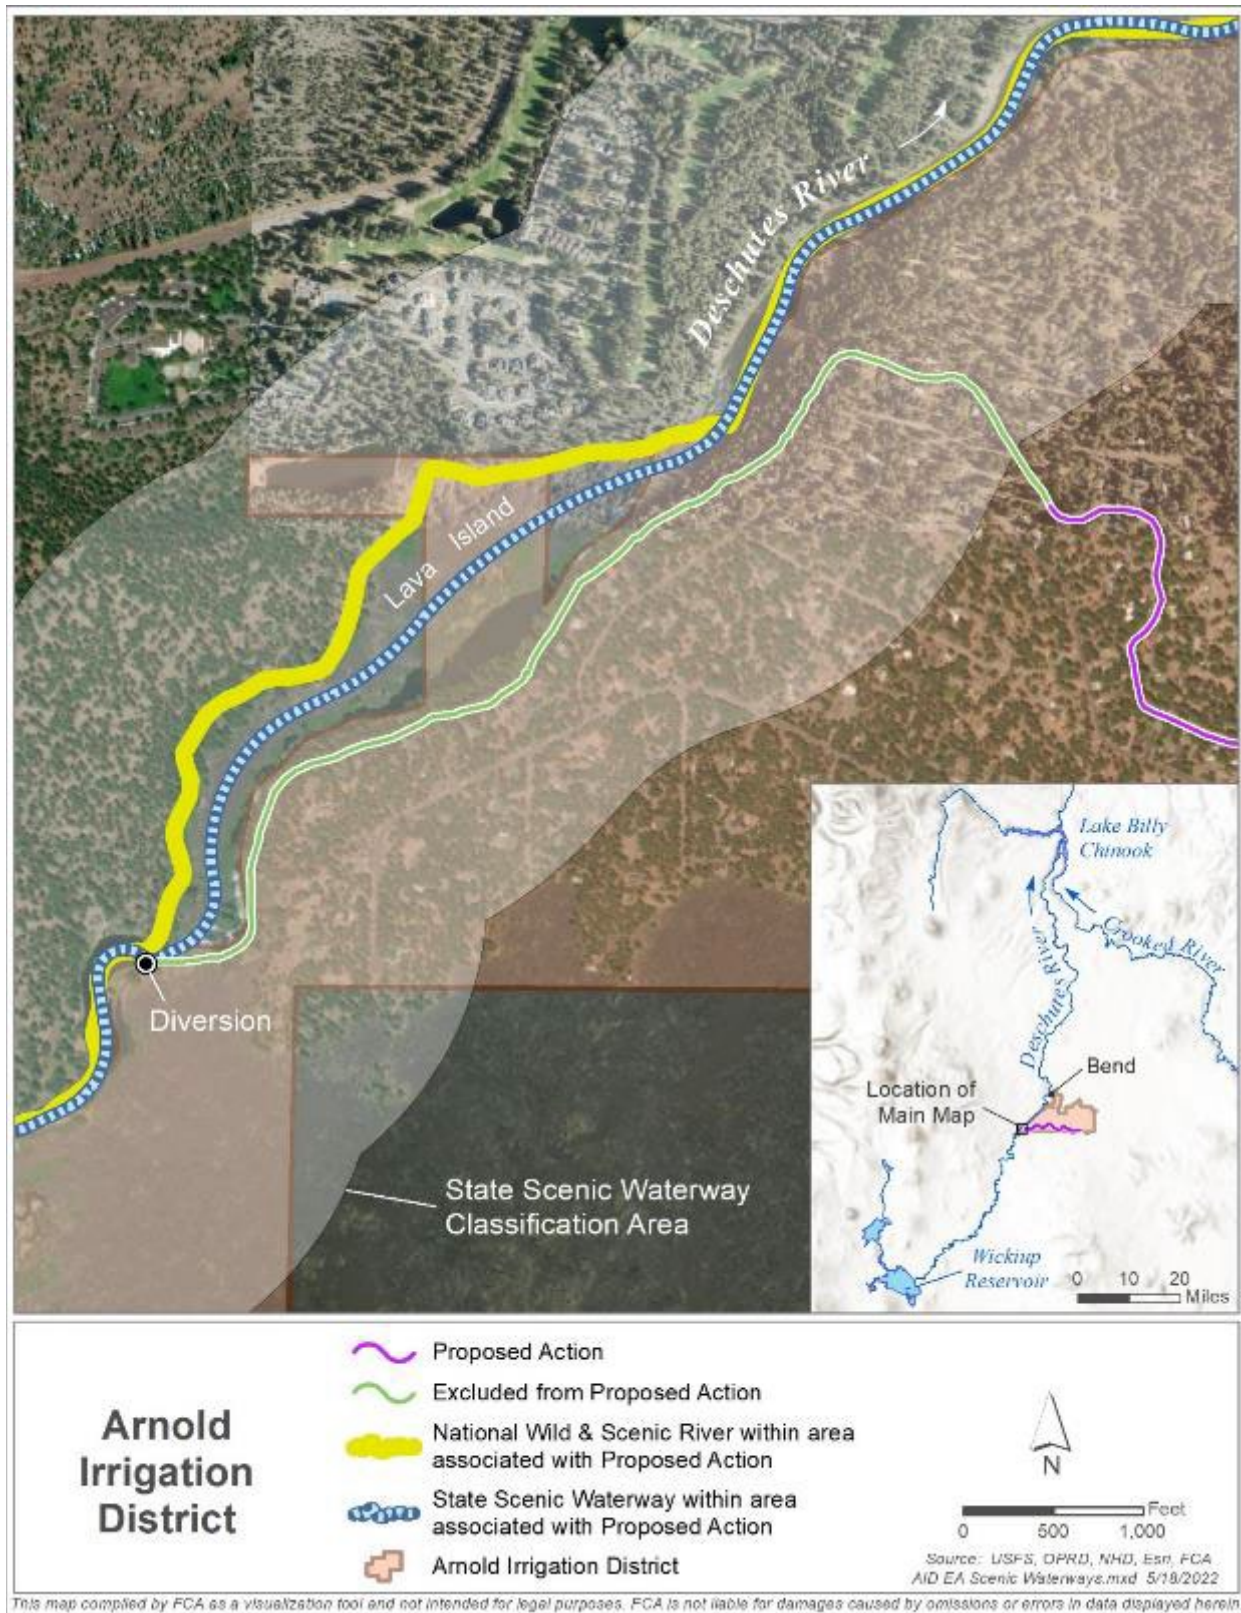 Deschutes River
Lava Island
Diversion
State Scenic Waterway
Classification Area
Lake Billy
Chinook
Crooked River
Deschutes River
Bend
Location of
Main Map
Wickiup
Reservoir
0 10 20
Miles
Arnold
Irrigation
District
Proposed Action
Excluded from Proposed Action
National Wild & Scenic River within area
associated with Proposed Action
State Scenic Waterway within area
associated with Proposed Action
Arnold Irrigation District
N
Feet
0 500 1,000
Source: USFS, OPRD, NHD, Esri, FCA
AID EA Scenic Waterways.mxd 5/18/2022
This map compiled by FCA as a visualization tool and not intended for legal purposes. FCA is not liable for damages caused by omissions or errors in data displayed herein